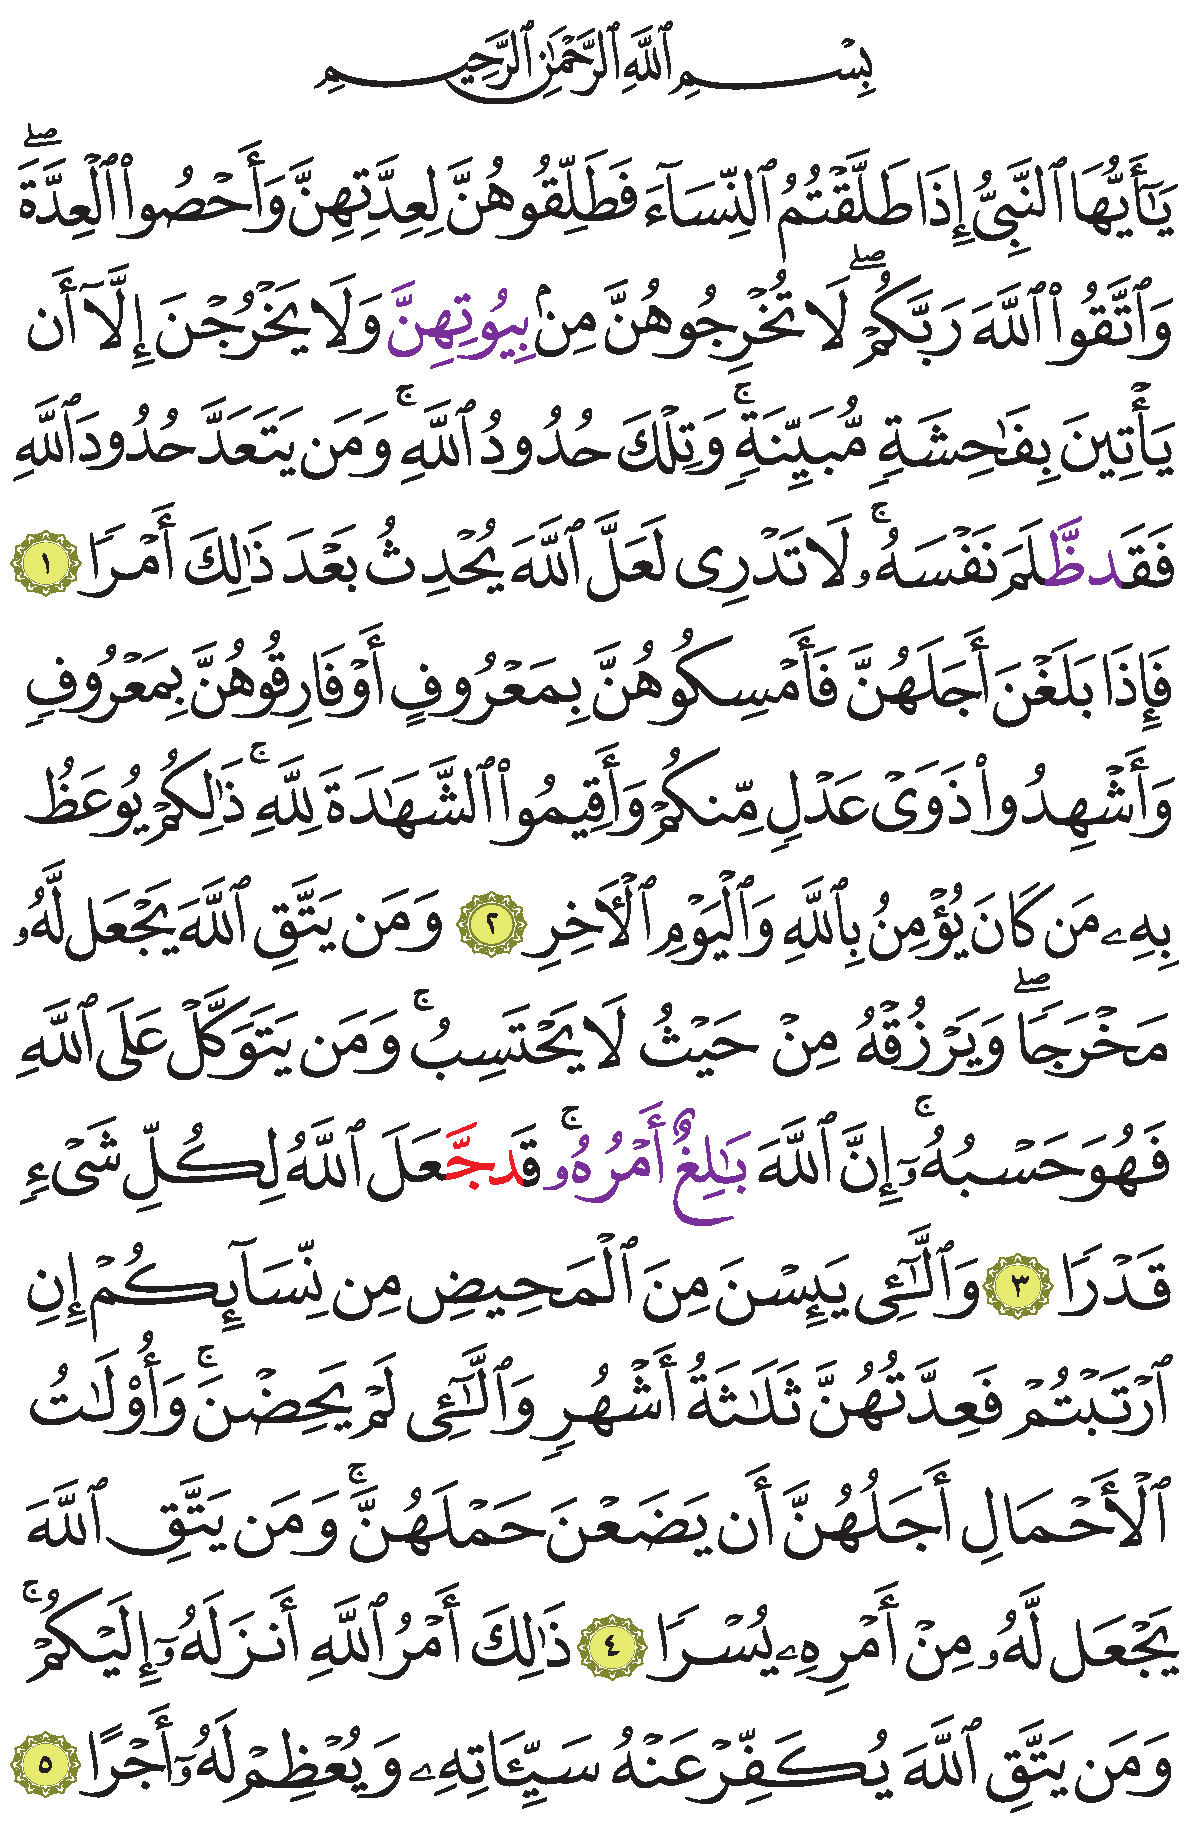 بِسْمِ ٱللَّهِ ٱلرَّحْمَٰنِ ٱلرَّحِيمِ
يَٰٓأَيُّهَا ٱلنَّبِىُّ إِذَا طَلَّقْتُمُ ٱلنِّسَآءَ فَطَلِّقُوهُنَّ لِعِدَّتِهِنَّ وَأَحْصُوا۟ ٱلْعِدَّةَۖ
وَٱتَّقُوا۟ ٱللَّهَ رَبَّكُمْۖ لَا تُخْرِجُوهُنَّ مِنۢ بِيُوتِهِنَّ وَلَا يَخْرُجْنَ إِلَّآ أَن
يَأْتِينَ بِفَٰحِشَةٍ مُّبَيِّنَةٍۚ وَتِلْكَ حُدُودُ ٱللَّهِۚ وَمَن يَتَعَدَّ حُدُودَ ٱللَّهِ
فَقَد ظَّلَمَ نَفْسَهُۥۚ لَا تَدْرِى لَعَلَّ ٱللَّهَ يُحْدِثُ بَعْدَ ذَٰلِكَ أَمْرًا ١
فَإِذَا بَلَغْنَ أَجَلَهُنَّ فَأَمْسِكُوهُنَّ بِمَعْرُوفٍ أَوْ فَارِقُوهُنَّ بِمَعْرُوفٍ
وَأَشْهِدُوا۟ ذَوَىْ عَدْلٍ مِّنكُمْ وَأَقِيمُوا۟ ٱلشَّهَٰدَةَ لِلَّهِۚ ذَٰلِكُمْ يُوعَظُ
بِهِۦ مَن كَانَ يُؤْمِنُ بِٱللَّهِ وَٱلْيَوْمِ ٱلْأَخِرِ ٢ وَمَن يَتَّقِ ٱللَّهَ يَجْعَل لَّهُۥ
مَخْرَجًاۖ وَيَرْزُقْهُ مِنْ حَيْثُ لَا يَحْتَسِبُۚ وَمَن يَتَوَكَّلْ عَلَى ٱللَّهِ
فَهُوَ حَسْبُهُۥٓۚ إِنَّ ٱللَّهَ بَٰلِغٌ أَمْرُهُۥۚ قَد جَّعَلَ ٱللَّهُ لِكُلِّ شَىْءٍ
قَدْرًا ٣ وَٱلَّٰٓـِٔى يَئِسْنَ مِنَ ٱلْمَحِيضِ مِن نِّسَآئِكُمْ إِنِ
ٱرْتَبْتُمْ فَعِدَّتُهُنَّ ثَلَٰثَةُ أَشْهُرٍ وَٱلَّٰٓـِٔى لَمْ يَحِضْنَۚ وَأُو۟لَٰتُ
ٱلْأَحْمَالِ أَجَلُهُنَّ أَن يَضَعْنَ حَمْلَهُنَّۚ وَمَن يَتَّقِ ٱللَّهَ
يَجْعَل لَّهُۥ مِنْ أَمْرِهِۦ يُسْرًا ٤ ذَٰلِكَ أَمْرُ ٱللَّهِ أَنزَلَهُۥٓ إِلَيْكُمْۚ
وَمَن يَتَّقِ ٱللَّهَ يُكَفِّرْ عَنْهُ سَيِّـَٔاتِهِۦ وَيُعْظِمْ لَهُۥٓ أَجْرًا ٥